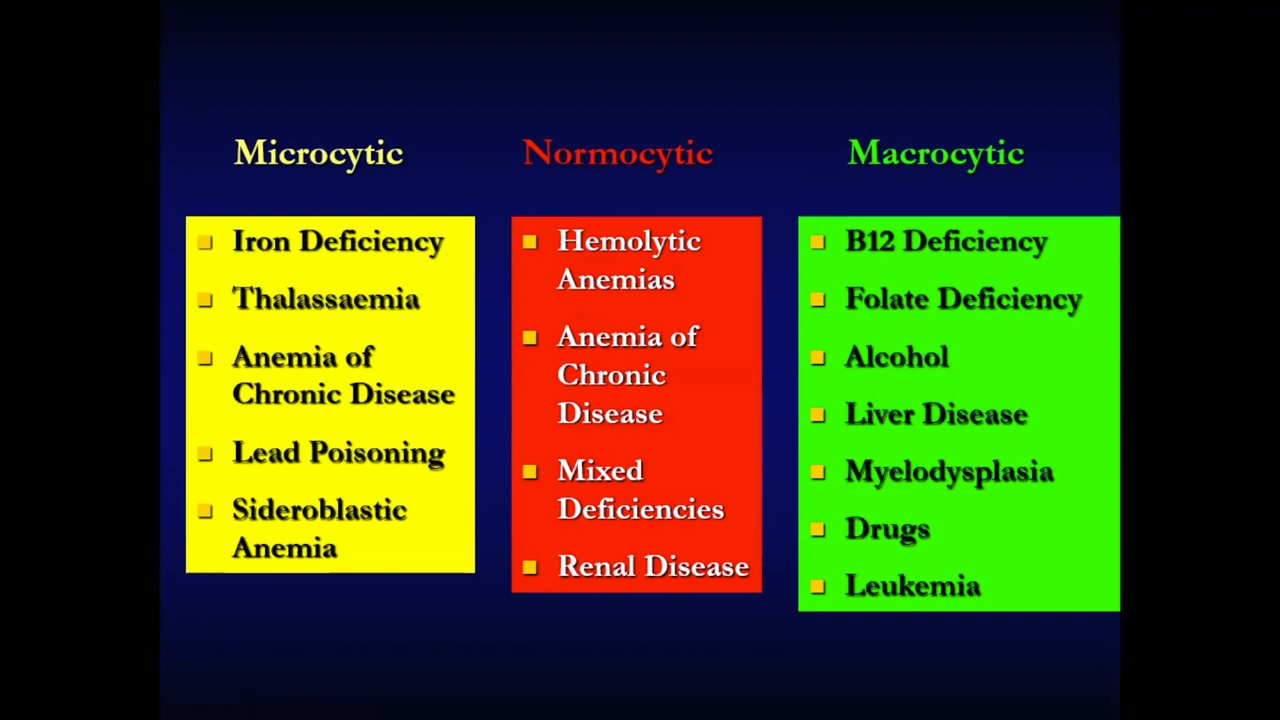 Microcytic
Normocytic
Macrocytic
Iron Deficiency
Thalassaemia
Anemia of
Chronic Disease
Lead Poisoning
Sideroblastic
Anemia
Hemolytic
Anemias
Anemia of
Chronic
Disease
Mixed
Deficiencies
Renal Disease
B12 Deficiency
Folate Deficiency
Alcohol
Liver Disease
Myelodysplasia
Drugs
Leukemia